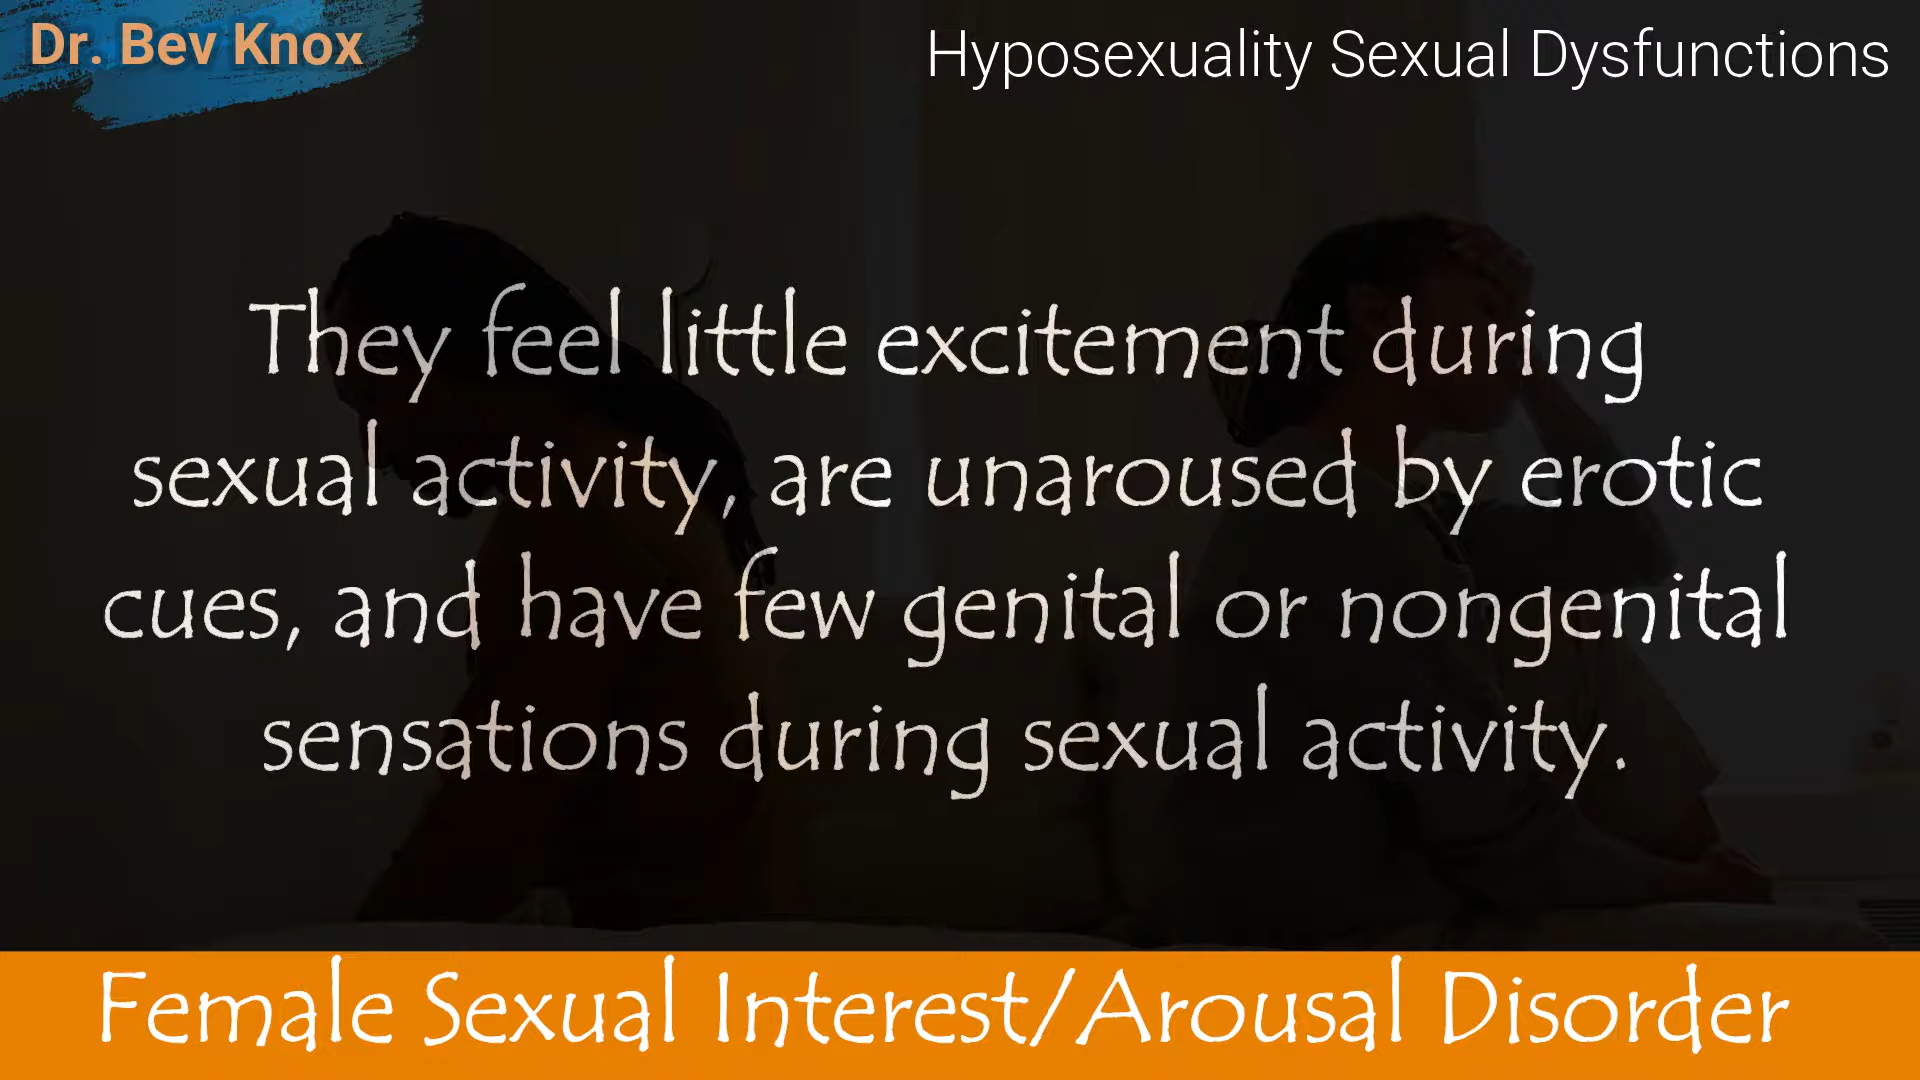 Dr. Bev Knox
Hyposexuality Sexual Dysfunctions
They feel little excitement during
sexual activity, are unaroused by erotic
cues, and have few genital or nongenital
sensations during sexual activity.
Female Sexual Interest/Arousal Disorder